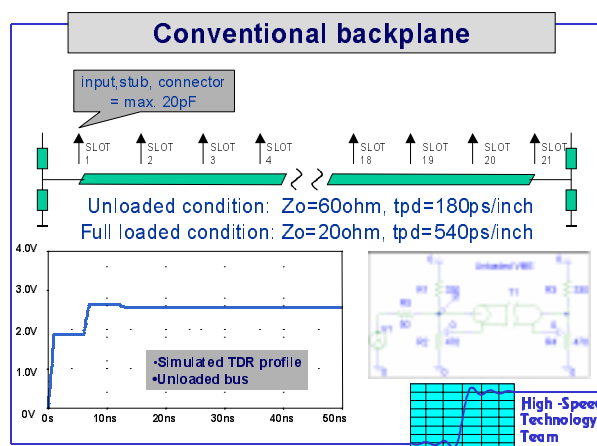 Conventional backplane
input,stub, connector
= max. 20pF
SLOT 1
SLOT 2
SLOT 3
SLOT 4
SLOT 18
SLOT 19
SLOT 20
SLOT 21
Unloaded condition: Zo=60ohm, tpd=180ps/inch
Full loaded condition: Zo=20ohm, tpd=540ps/inch
4.0V
3.0V
2.0V
1.0V
0V
0s
10ns
20ns
30ns
40ns
50ns
•Simulated TDR profile
•Unloaded bus
Unloaded VME
T1
High -Speed
Technology
Team